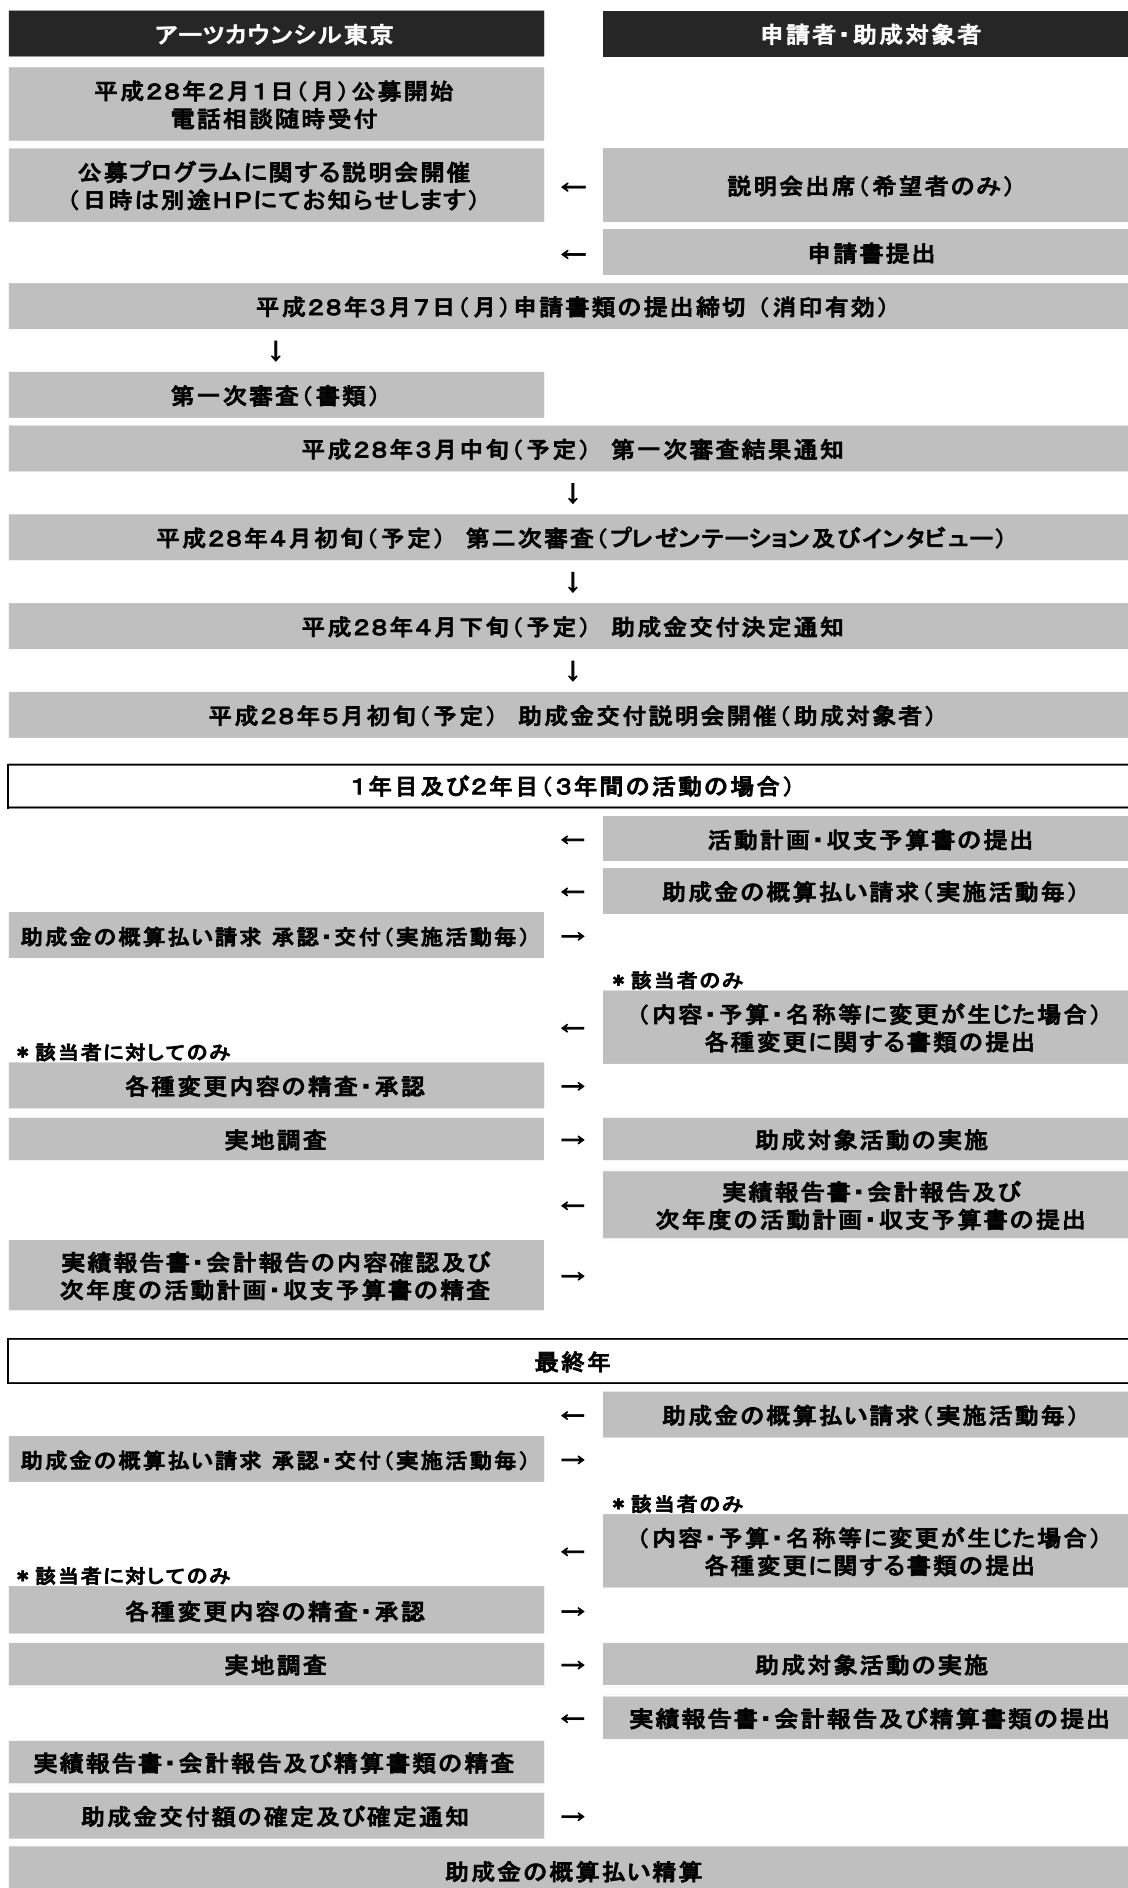 アーツカウンシル東京
申請者・助成対象者
平成28年2月1日(月)公募開始
電話相談随時受付
公募プログラムに関する説明会開催
(日時は別途HPにてお知らせします)
←
説明会出席(希望者のみ)
←
申請書提出
平成28年3月7日(月)申請書類の提出締切 (消印有効)
↓
第一次審査(書類)
平成28年3月中旬(予定) 第一次審査結果通知
↓
平成28年4月初旬(予定) 第二次審査(プレゼンテーション及びインタビュー)
↓
平成28年4月下旬(予定) 助成金交付決定通知
↓
平成28年5月初旬(予定) 助成金交付説明会開催(助成対象者)
1年目及び2年目(3年間の活動の場合)
←
活動計画・収支予算書の提出
←
助成金の概算払い請求(実施活動毎)
助成金の概算払い請求 承認・交付(実施活動毎)
→
*該当者のみ
←
(内容・予算・名称等に変更が生じた場合)
各種変更に関する書類の提出
*該当者に対してのみ
各種変更内容の精査・承認
→
実地調査
→
助成対象活動の実施
←
実績報告書・会計報告及び
次年度の活動計画・収支予算書の提出
実績報告書・会計報告の内容確認及び
次年度の活動計画・収支予算書の精査
→
最終年
←
助成金の概算払い請求(実施活動毎)
助成金の概算払い請求 承認・交付(実施活動毎)
→
*該当者のみ
←
(内容・予算・名称等に変更が生じた場合)
各種変更に関する書類の提出
*該当者に対してのみ
各種変更内容の精査・承認
→
実地調査
→
助成対象活動の実施
←
実績報告書・会計報告及び精算書類の提出
実績報告書・会計報告及び精算書類の精査
助成金交付額の確定及び確定通知
→
助成金の概算払い精算